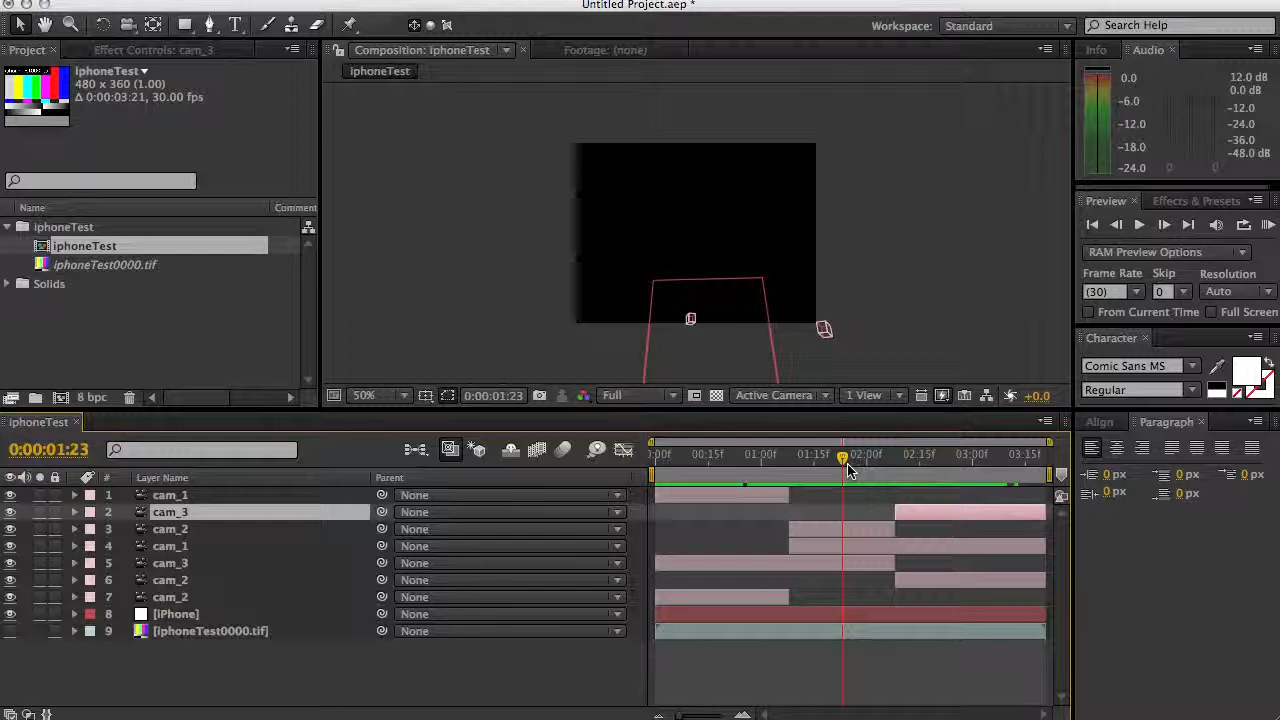 Untitled Project.aep *
Workspace: Standard Search Help
Project Effect Controls: cam_3 Composition: iphoneTest Footage: (none) Info Audio
iphoneTest
iphoneTest
480 x 360 (1.00)
Δ 0:00:03:21, 30.00 fps
0.0 12.0 dB
0.0 dB
-6.0 -12.0
-12.0 -24.0
-18.0 -36.0
-24.0 -48.0 dB
Name Comment
iphoneTest
iphoneTest
iphoneTest0000.tif
Solids
Preview Effects & Presets
RAM Preview Options
Frame Rate Skip Resolution
(30) 0 Auto
From Current Time Full Screen
Character
Comic Sans MS
Regular
8 bpc 50% 0:00:01:23 Full Active Camera 1 View +0.0
iphoneTest Align Paragraph
0:00:01:23
:00f 00:15f 01:00f 01:15f 02:00f 02:15f 03:00f 03:15f
0 px 0 px 0 px
0 px 0 px
# Layer Name Parent
1 cam_1 None
2 cam_3 None
3 cam_2 None
4 cam_1 None
5 cam_3 None
6 cam_2 None
7 cam_2 None
8 [iPhone] None
9 [iphoneTest0000.tif] None